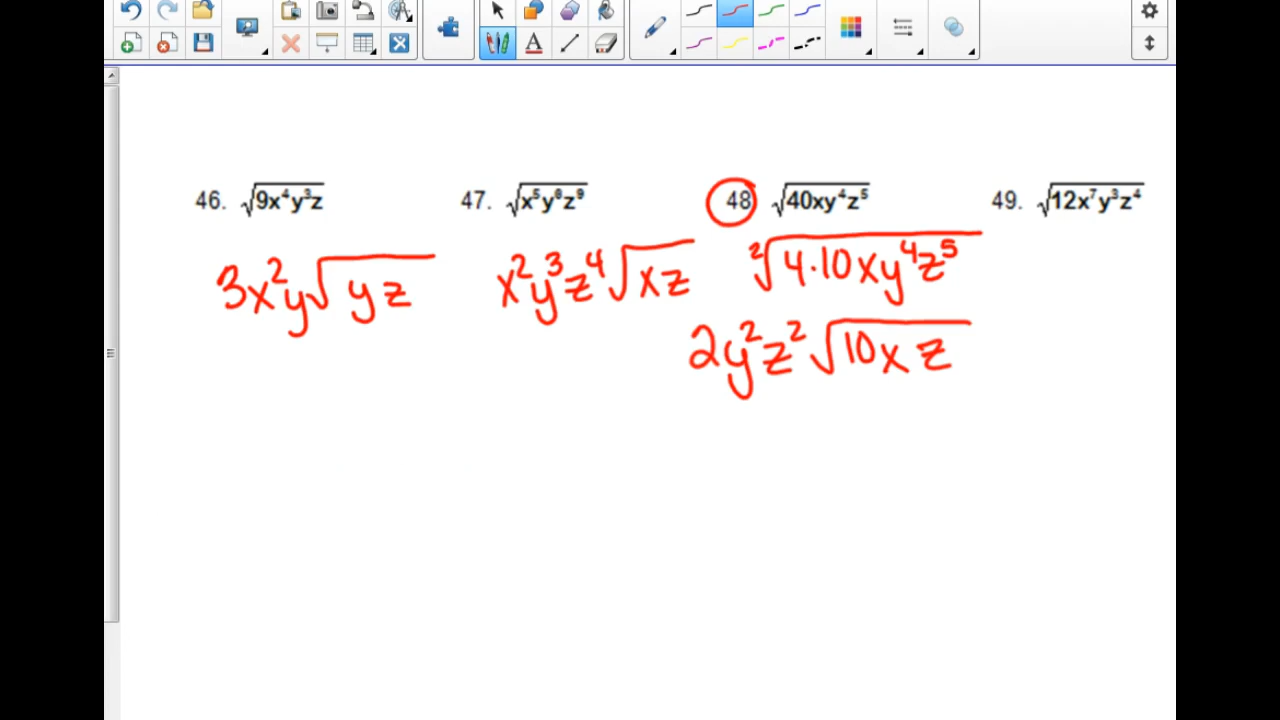 46. √9x⁴y³z 47. √x⁵y⁶z⁹ 48 √40xy⁴z⁵ 49. √12x⁷y³z⁴
3x²y√yz x²y³z⁴√xz ²√4·10xy⁴z⁵
2y²z²√10xz